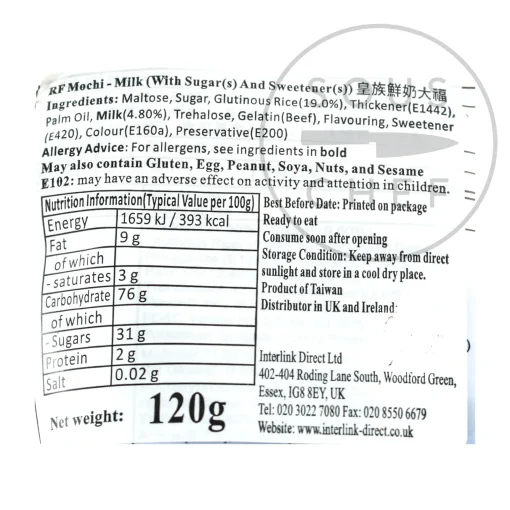 RF Mochi - Milk (With Sugar(s) And Sweetener(s)) 皇族鮮奶大福
Ingredients: Maltose, Sugar, Glutinous Rice(19.0%), Thickener(E1442),
Palm Oil, Milk(4.80%), Trehalose, Gelatin(Beef), Flavouring, Sweetener
(E420), Colour(E160a), Preservative(E200)
Allergy Advice: For allergens, see ingredients in bold
May also contain Gluten, Egg, Peanut, Soya, Nuts, and Sesame
E102: may have an adverse effect on activity and attention in children.
Nutrition Information(Typical Value per 100g)
Energy 1659 kJ / 393 kcal
Fat 9 g
of which
- saturates 3 g
Carbohydrate 76 g
of which
- Sugars 31 g
Protein 2 g
Salt 0.02 g
Net weight: 120g
Best Before Date: Printed on package
Ready to eat
Consume soon after opening
Storage Condition: Keep away from direct
sunlight and store in a cool dry place.
Product of Taiwan
Distributor in UK and Ireland:
Interlink Direct Ltd
402-404 Roding Lane South, Woodford Green,
Essex, IG8 8EY, UK
Tel: 020 3022 7080 Fax: 020 8550 6679
Website: www.interlink-direct.co.uk
SOUS
CHEF